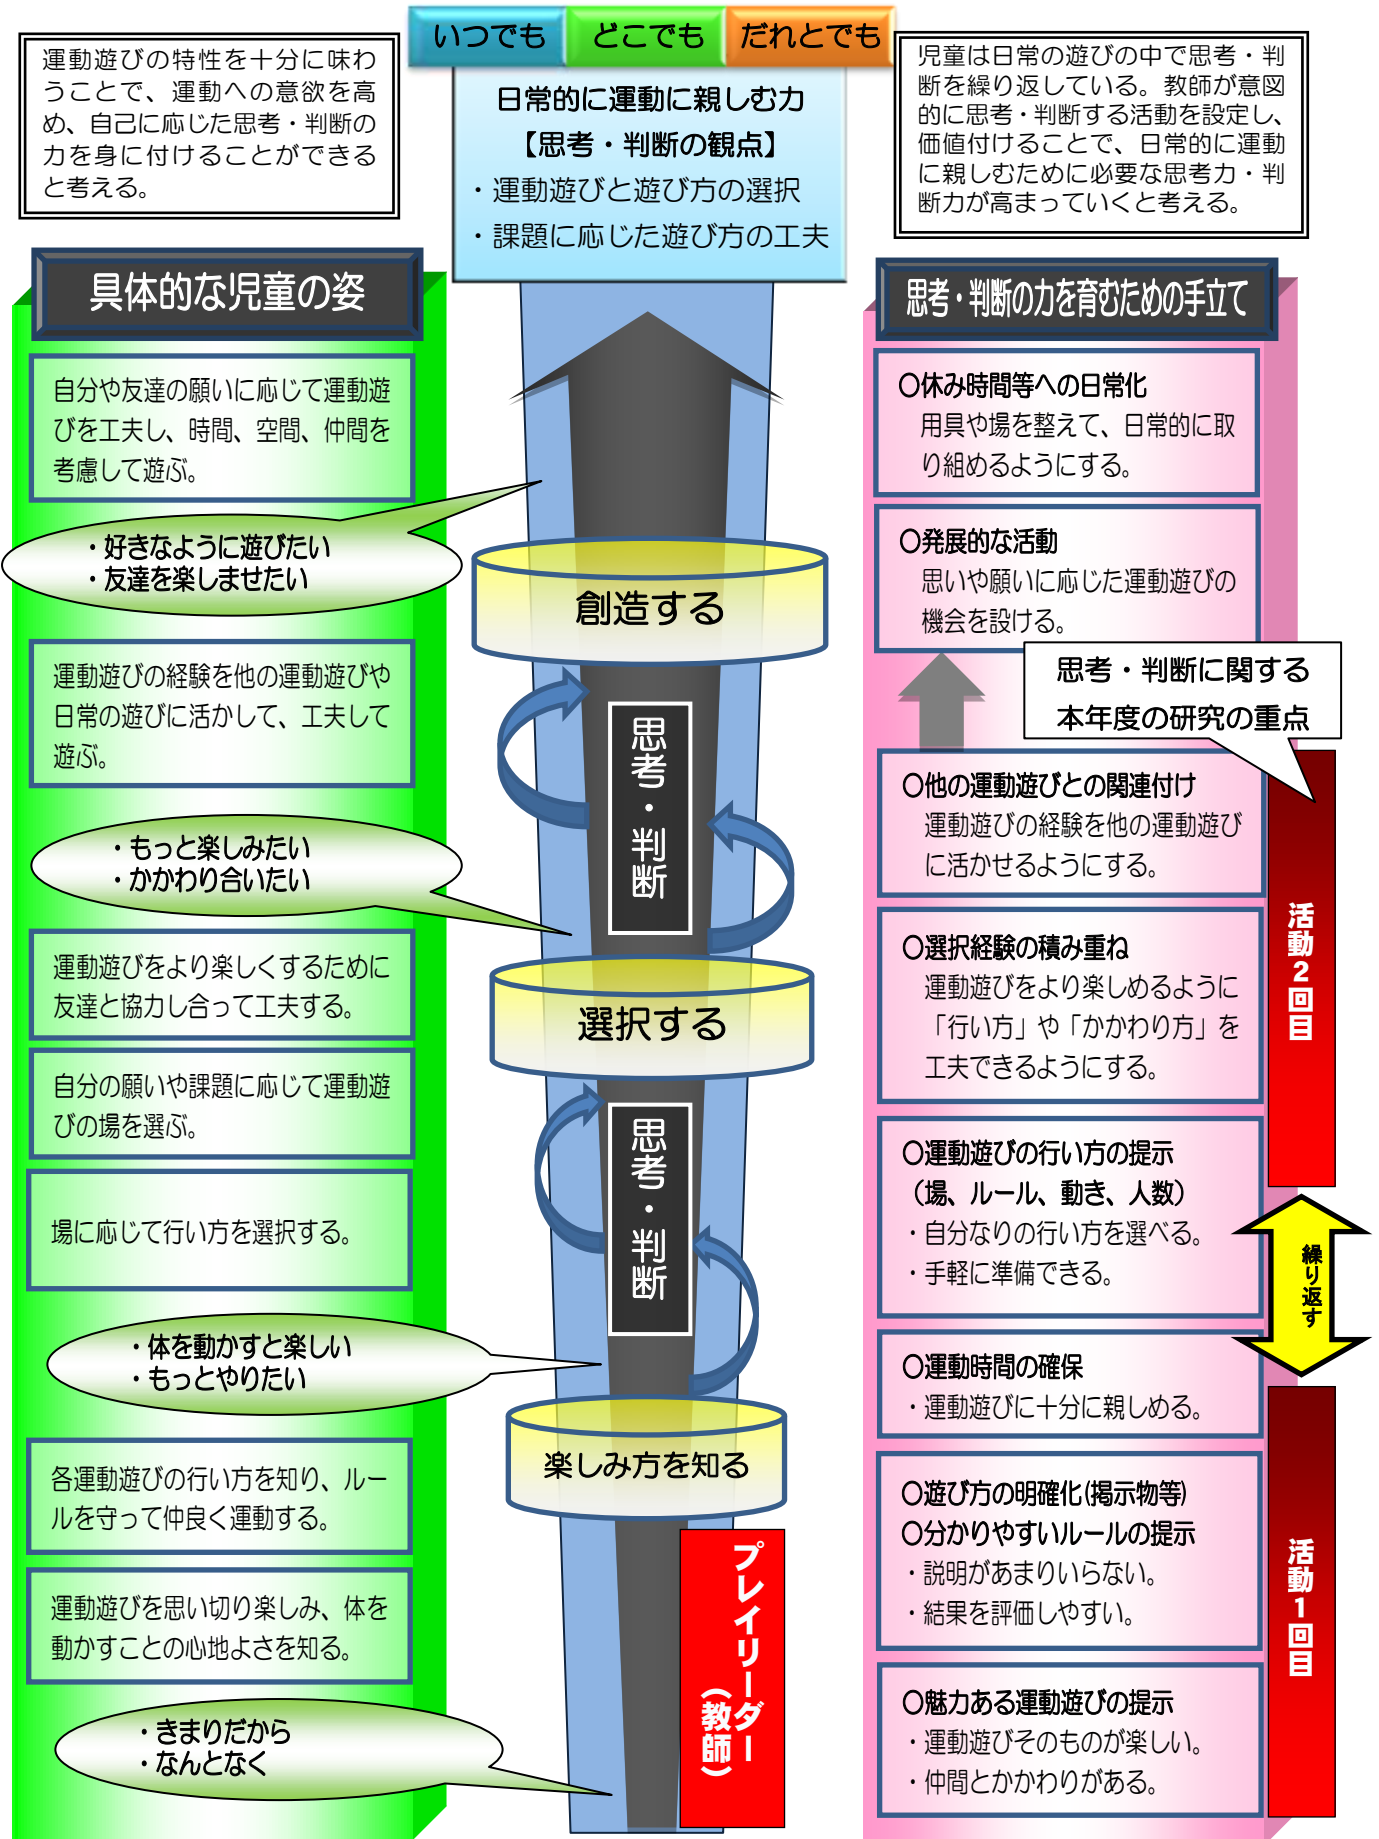 いつでも
どこでも
だれとでも
運動遊びの特性を十分に味わ
うことで、運動への意欲を高
め、自己に応じた思考・判断の
力を身に付けることができる
と考える。
日常的に運動に親しむ力
【思考・判断の観点】
・運動遊びと遊び方の選択
・課題に応じた遊び方の工夫
児童は日常の遊びの中で思考・判
断を繰り返している。教師が意図
的に思考・判断する活動を設定し、
価値付けることで、日常的に運動
に親しむために必要な思考力・判
断力が高まっていくと考える。
具体的な児童の姿
自分や友達の願いに応じて運動遊
びを工夫し、時間、空間、仲間を
考慮して遊ぶ。
・好きなように遊びたい
・友達を楽しませたい
運動遊びの経験を他の運動遊びや
日常の遊びに活かして、工夫して
遊ぶ。
・もっと楽しみたい
・かかわり合いたい
運動遊びをより楽しくするために
友達と協力し合って工夫する。
自分の願いや課題に応じて運動遊
びの場を選ぶ。
場に応じて行い方を選択する。
・体を動かすと楽しい
・もっとやりたい
各運動遊びの行い方を知り、ルー
ルを守って仲良く運動する。
運動遊びを思い切り楽しみ、体を
動かすことの心地よさを知る。
・きまりだから
・なんとなく
創造する
思考・判断
選択する
思考・判断
楽しみ方を知る
プレイリーダー
（教師）
思考・判断の力を育むための手立て
〇休み時間等への日常化
用具や場を整えて、日常的に取
り組めるようにする。
〇発展的な活動
思いや願いに応じた運動遊びの
機会を設ける。
思考・判断に関する
本年度の研究の重点
〇他の運動遊びとの関連付け
運動遊びの経験を他の運動遊び
に活かせるようにする。
〇選択経験の積み重ね
運動遊びをより楽しめるように
「行い方」や「かかわり方」を
工夫できるようにする。
〇運動遊びの行い方の提示
（場、ルール、動き、人数）
・自分なりの行い方を選べる。
・手軽に準備できる。
〇運動時間の確保
・運動遊びに十分に親しめる。
〇遊び方の明確化(掲示物等)
〇分かりやすいルールの提示
・説明があまりいらない。
・結果を評価しやすい。
〇魅力ある運動遊びの提示
・運動遊びそのものが楽しい。
・仲間とかかわりがある。
活動２回目
繰り返す
活動１回目